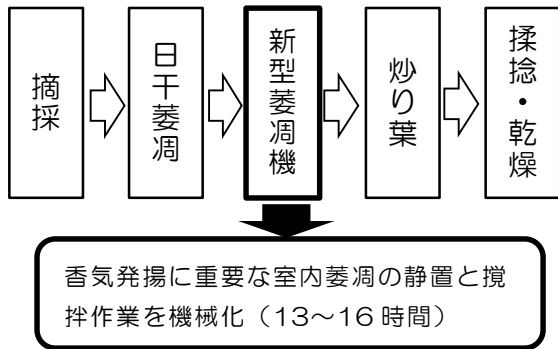 摘採
日干萎凋
新型萎凋機
炒り葉
揉捻・乾燥
香気発揚に重要な室内萎凋の静置と撹
拌作業を機械化（13～16時間）